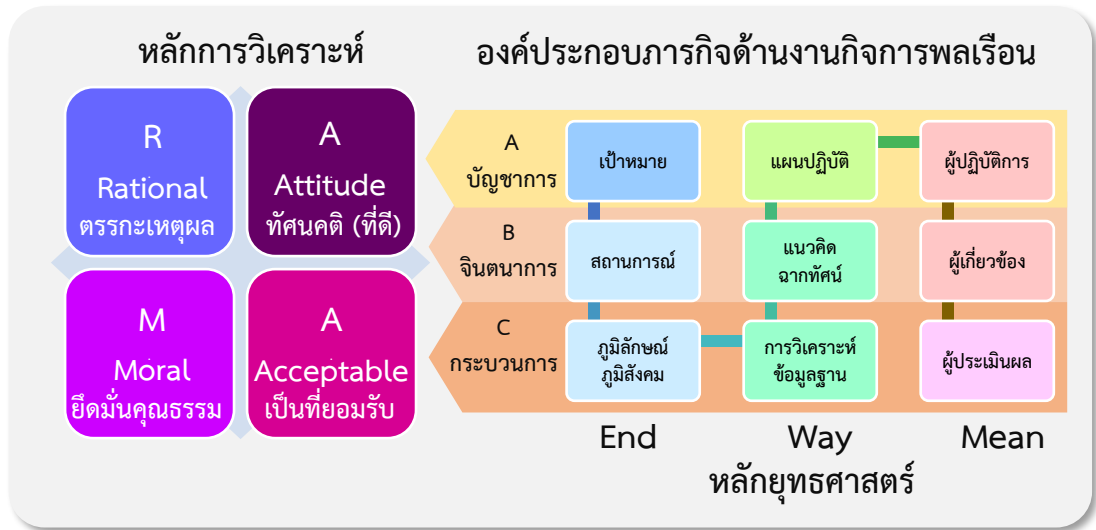 หลักการวิเคราะห์
R
Rational
ตรรกะเหตุผล
A
Attitude
ทัศนคติ (ที่ดี)
M
Moral
ยึดมั่นคุณธรรม
A
Acceptable
เป็นที่ยอมรับ
องค์ประกอบภารกิจด้านงานกิจการพลเรือน
A
บัญชาการ
เป้าหมาย
แผนปฏิบัติ
ผู้ปฏิบัติการ
B
จินตนาการ
สถานการณ์
แนวคิด
ฉากทัศน์
ผู้เกี่ยวข้อง
C
กระบวนการ
ภูมิลักษณ์
ภูมิสังคม
การวิเคราะห์
ข้อมูลฐาน
ผู้ประเมินผล
End
Way
Mean
หลักยุทธศาสตร์